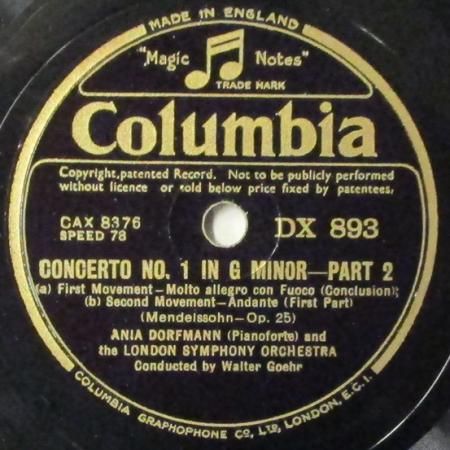 MADE IN ENGLAND
"Magic Notes"
TRADE MARK
Columbia
Copyright, patented Record. Not to be publicly performed
without licence or sold below price fixed by patentees.
CAX 8376
SPEED 78
DX 893
CONCERTO NO. 1 IN G MINOR—PART 2
(a) First Movement—Molto allegro con Fuoco (Conclusion);
(b) Second Movement—Andante (First Part)
(Mendelssohn—Op. 25)
ANIA DORFMANN (Pianoforte) and
the LONDON SYMPHONY ORCHESTRA
Conducted by Walter Goehr
COLUMBIA GRAPHOPHONE CO., LTD., LONDON, E.C.1.